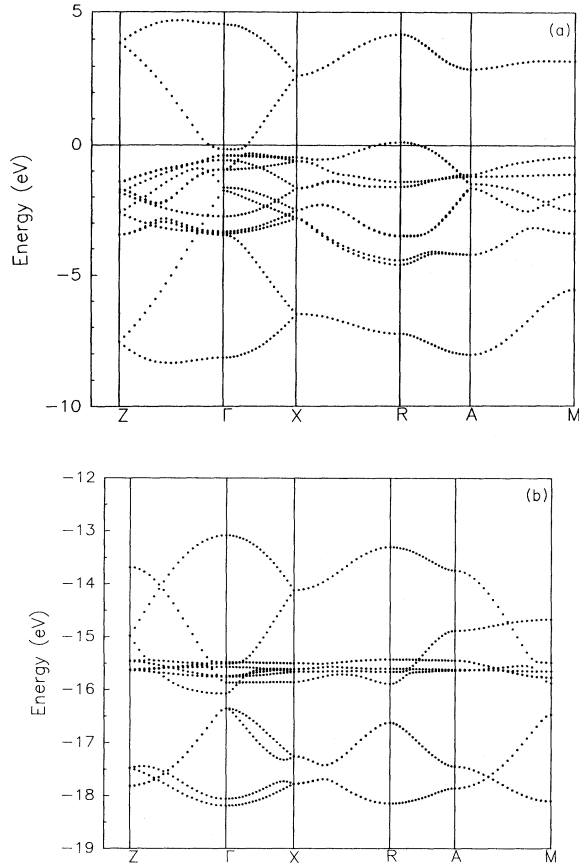 5
(a)
0
Energy (eV)
−5
−10
Z Γ X R A M
−12
(b)
−13
−14
−15
Energy (eV)
−16
−17
−18
−19
Z Γ X R A M